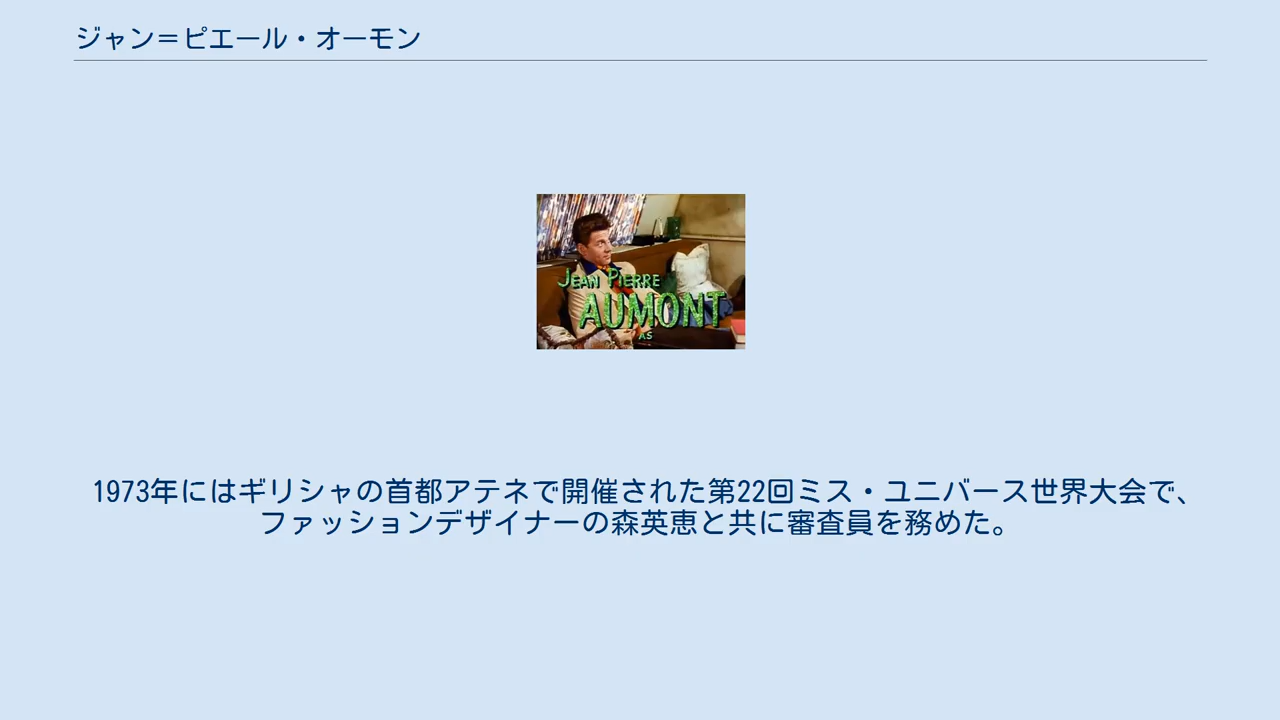 ジャン＝ピエール・オーモン
JEAN PIERRE
AUMONT
AS
1973年にはギリシャの首都アテネで開催された第22回ミス・ユニバース世界大会で、
ファッションデザイナーの森英恵と共に審査員を務めた。